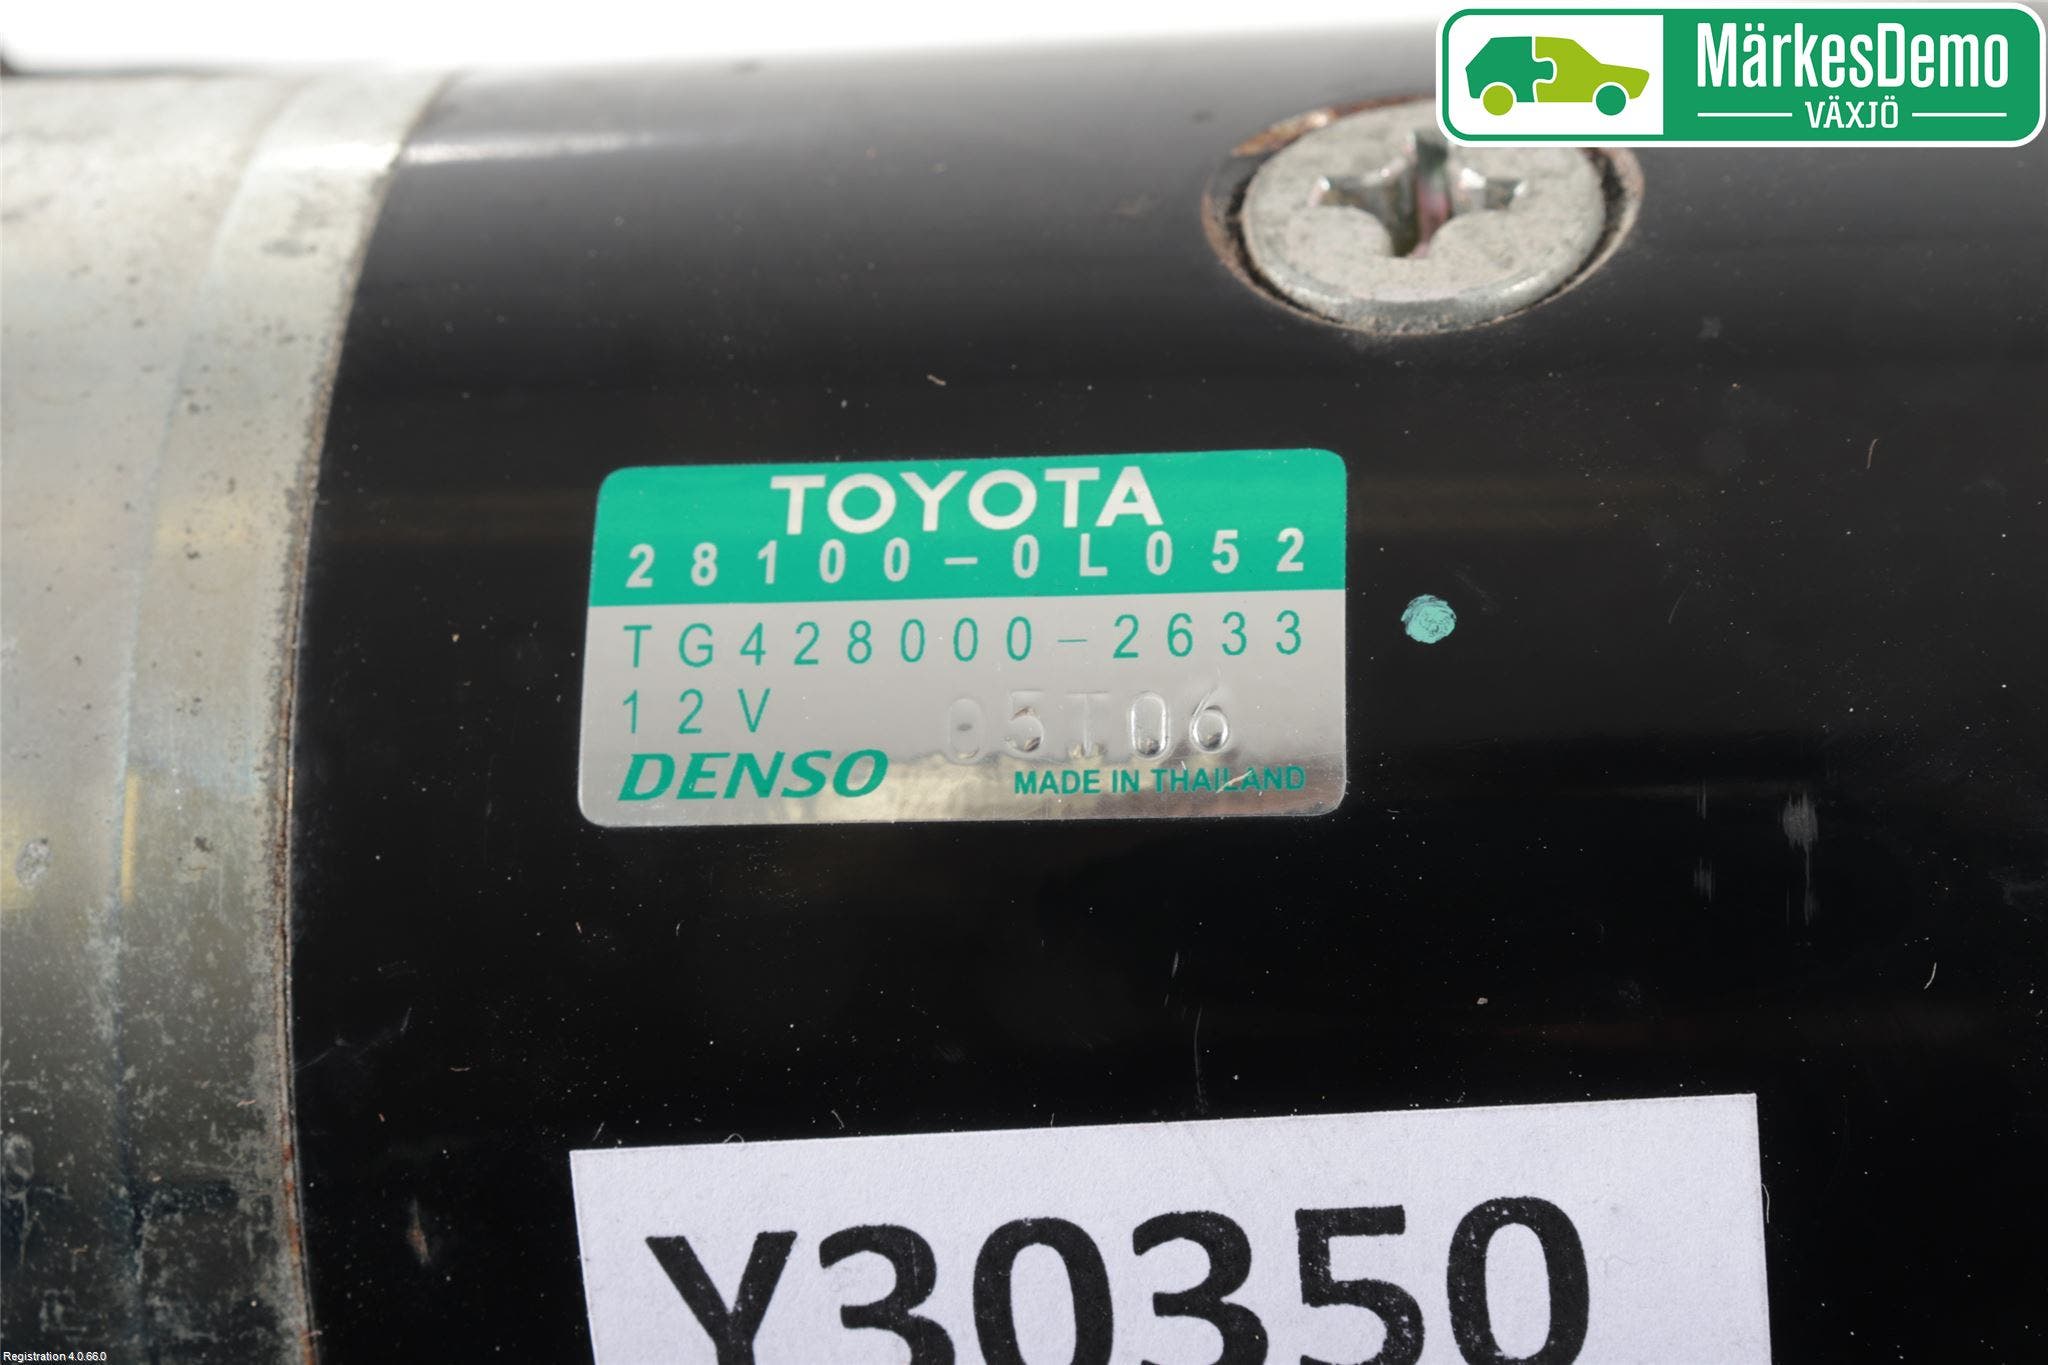 MärkesDemo
VÄXJÖ
TOYOTA
28100-0L052
TG428000-2633
12V 05T06
DENSO MADE IN THAILAND
Y30350
Registration 4.0.66.0